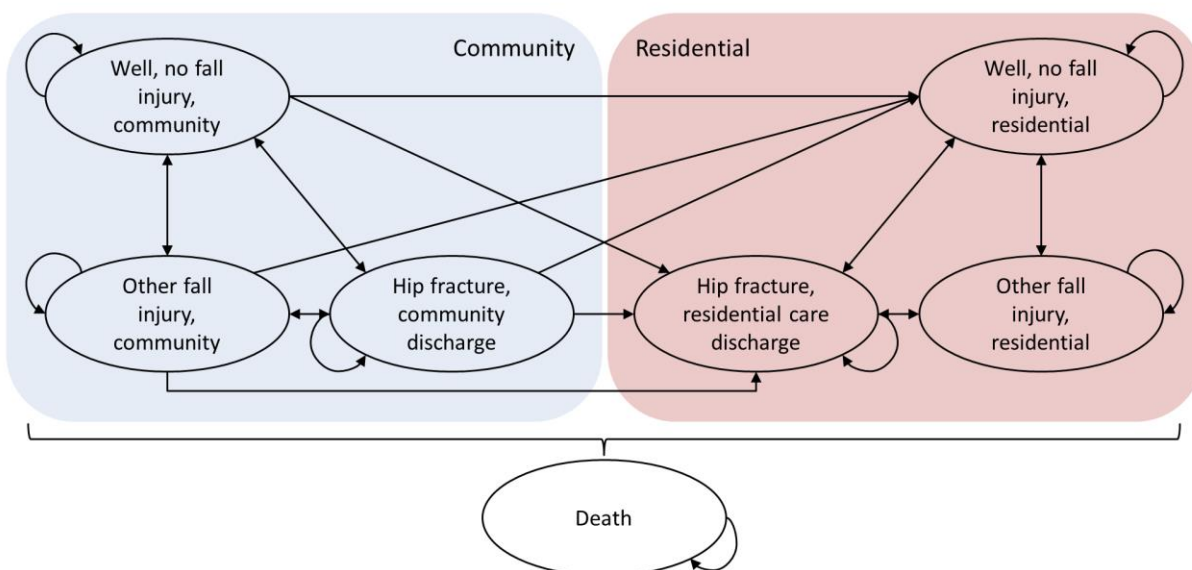 Community
Residential
Well, no fall
injury,
community
Well, no fall
injury,
residential
Other fall
injury,
community
Hip fracture,
community
discharge
Hip fracture,
residential care
discharge
Other fall
injury,
residential
Death